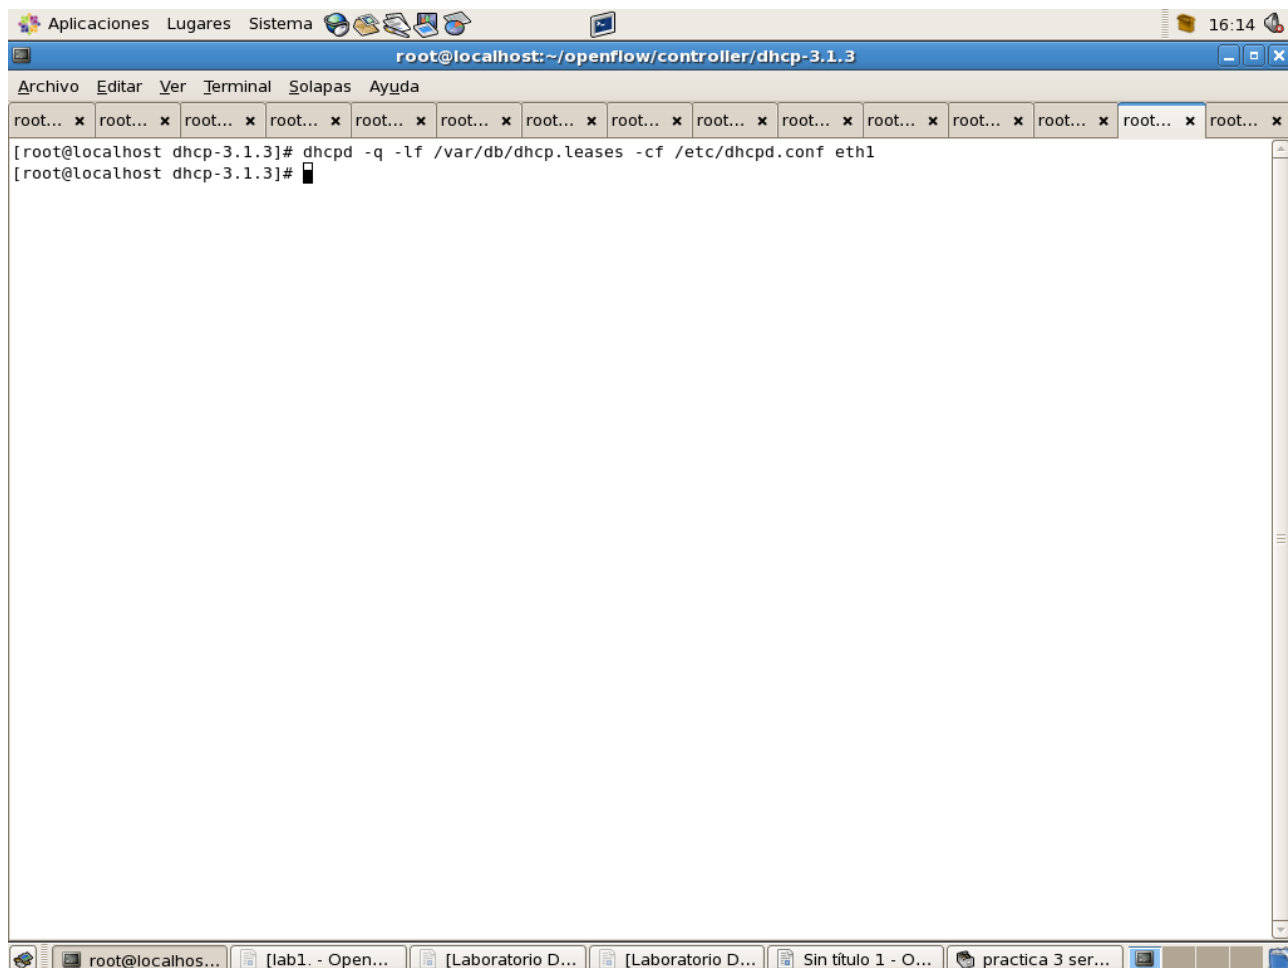 Aplicaciones Lugares Sistema 16:14
root@localhost:~/openflow/controller/dhcp-3.1.3
Archivo Editar Ver Terminal Solapas Ayuda
root... root... root... root... root... root... root... root... root... root... root... root... root... root... root...
[root@localhost dhcp-3.1.3]# dhcpd -q -lf /var/db/dhcp.leases -cf /etc/dhcpd.conf eth1
[root@localhost dhcp-3.1.3]#
root@localhos... [lab1. - Open... [Laboratorio D... [Laboratorio D... Sin título 1 - O... practica 3 ser...